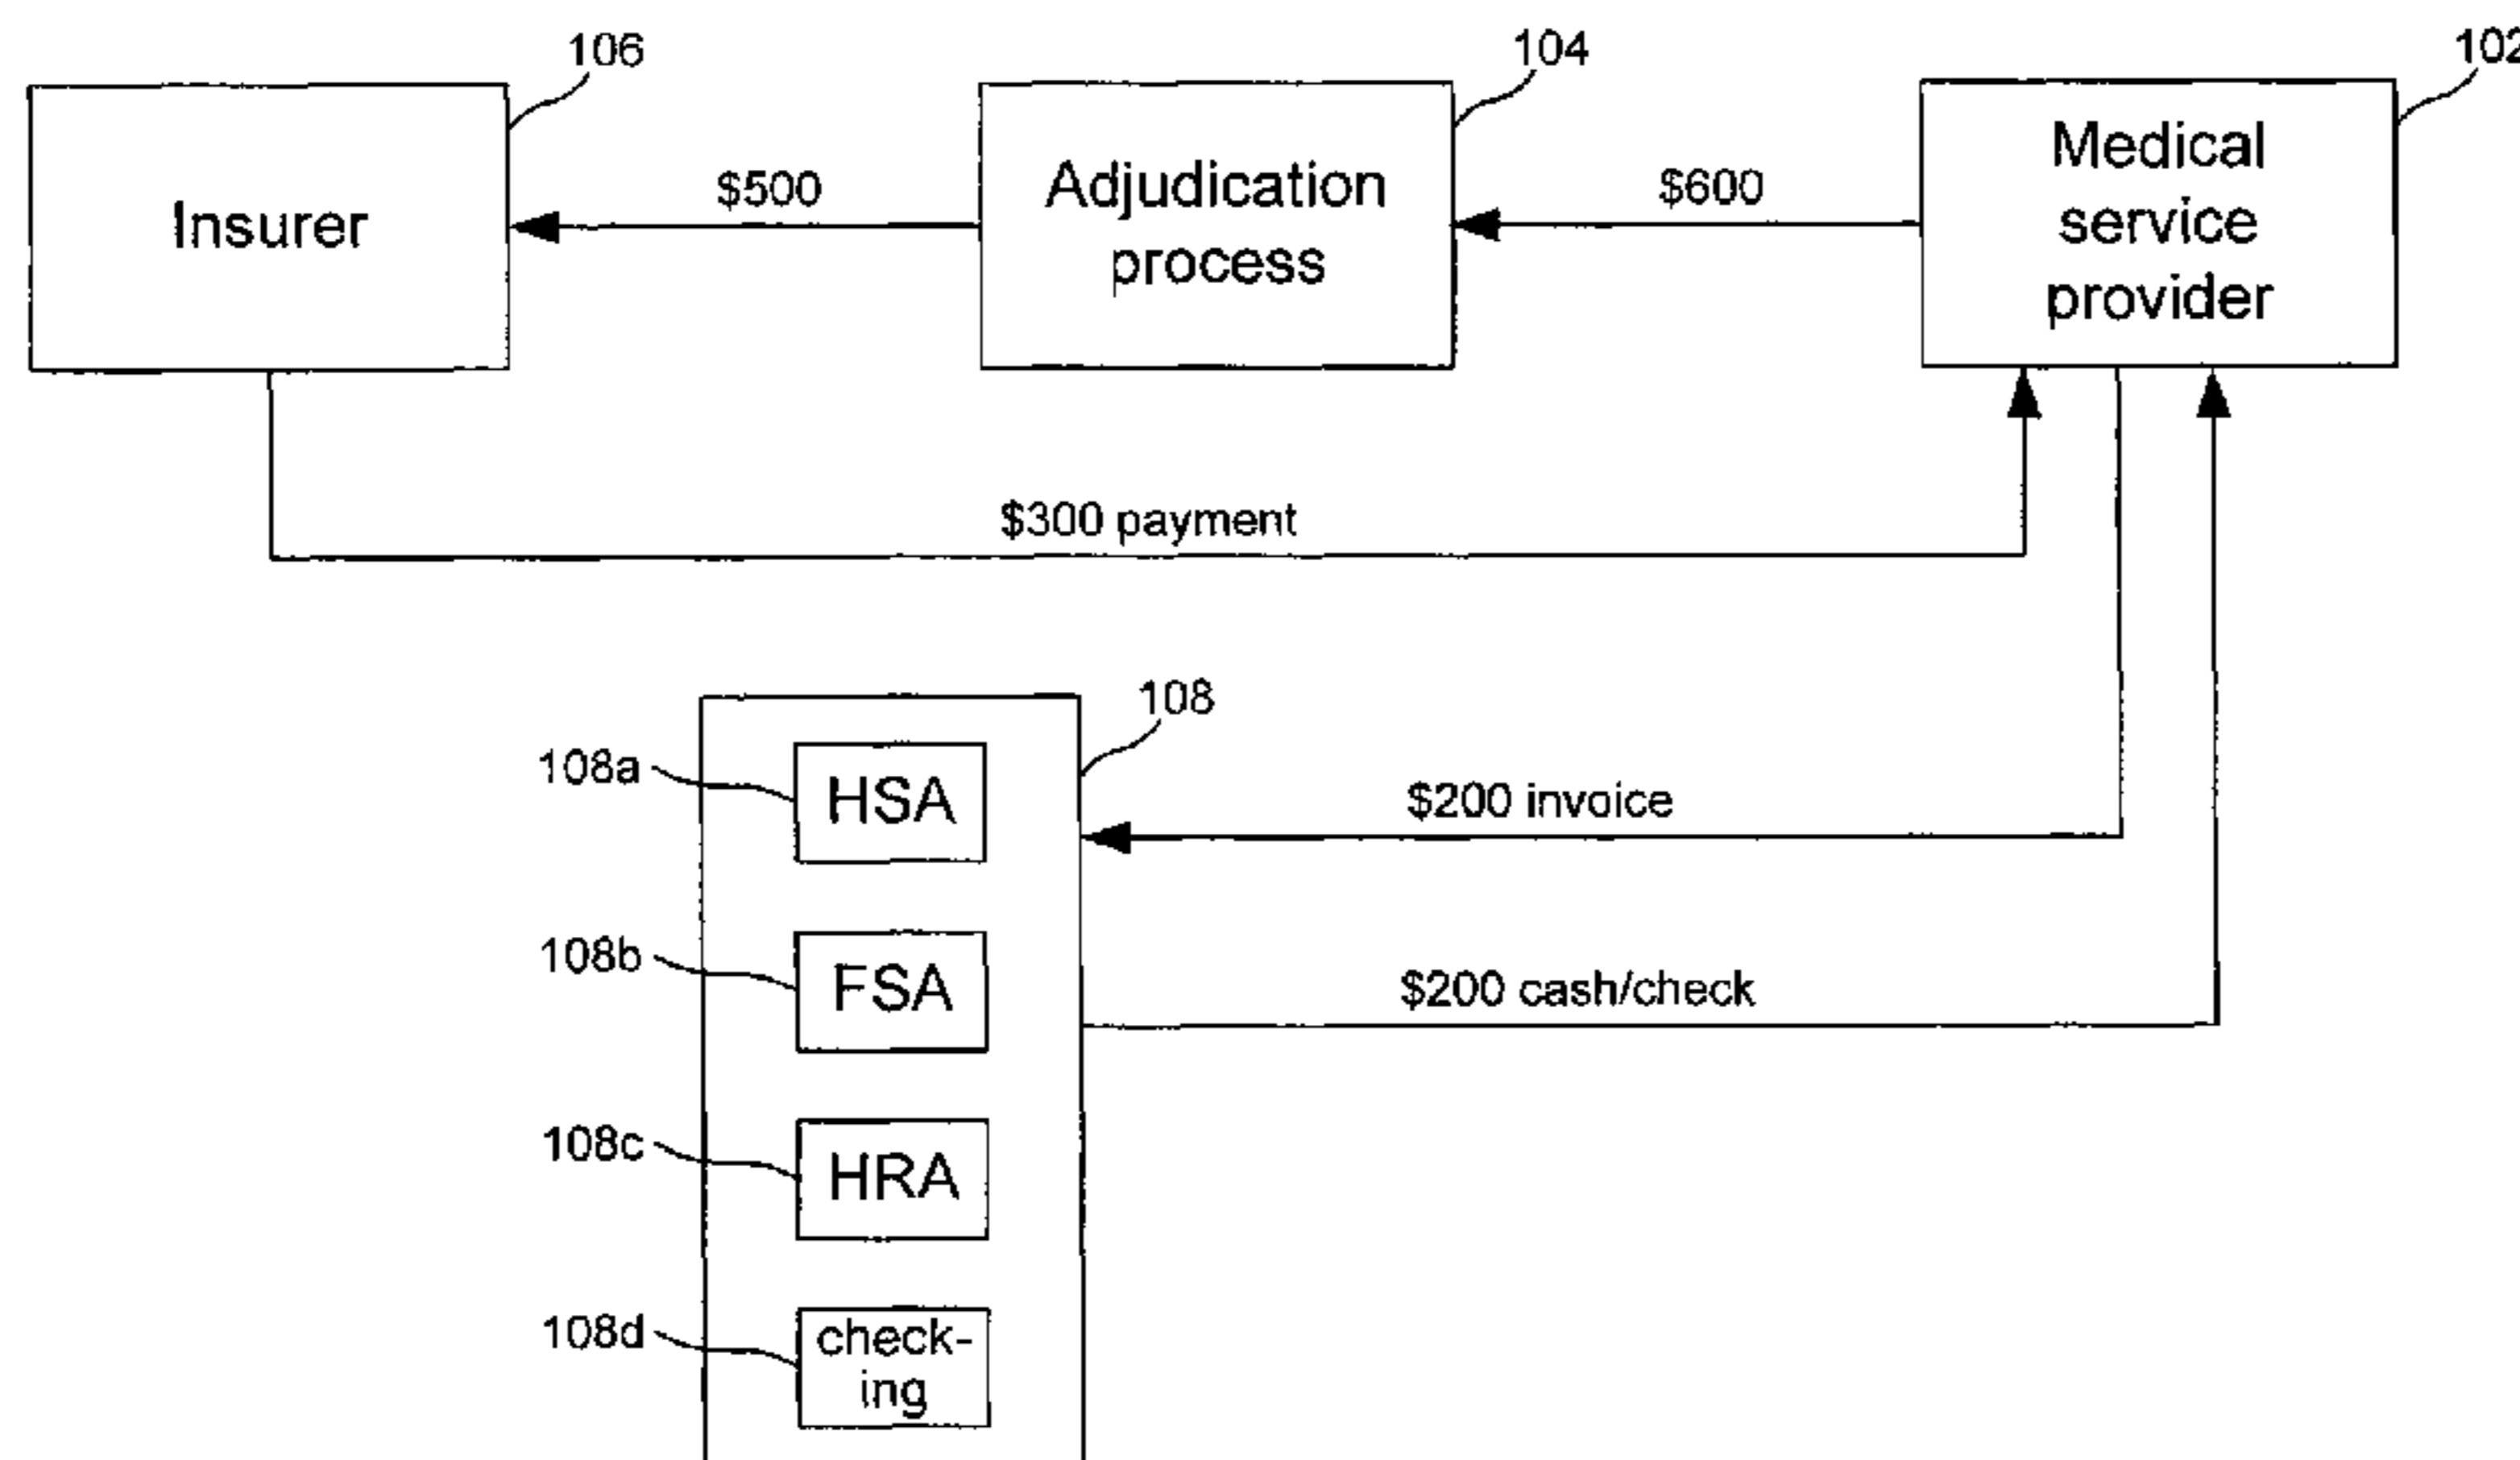 106
104
102
Insurer
$500
Adjudication
process
$600
Medical
service
provider
$300 payment
108
108a
HSA
$200 invoice
108b
FSA
$200 cash/check
108c
HRA
108d
check-
ing